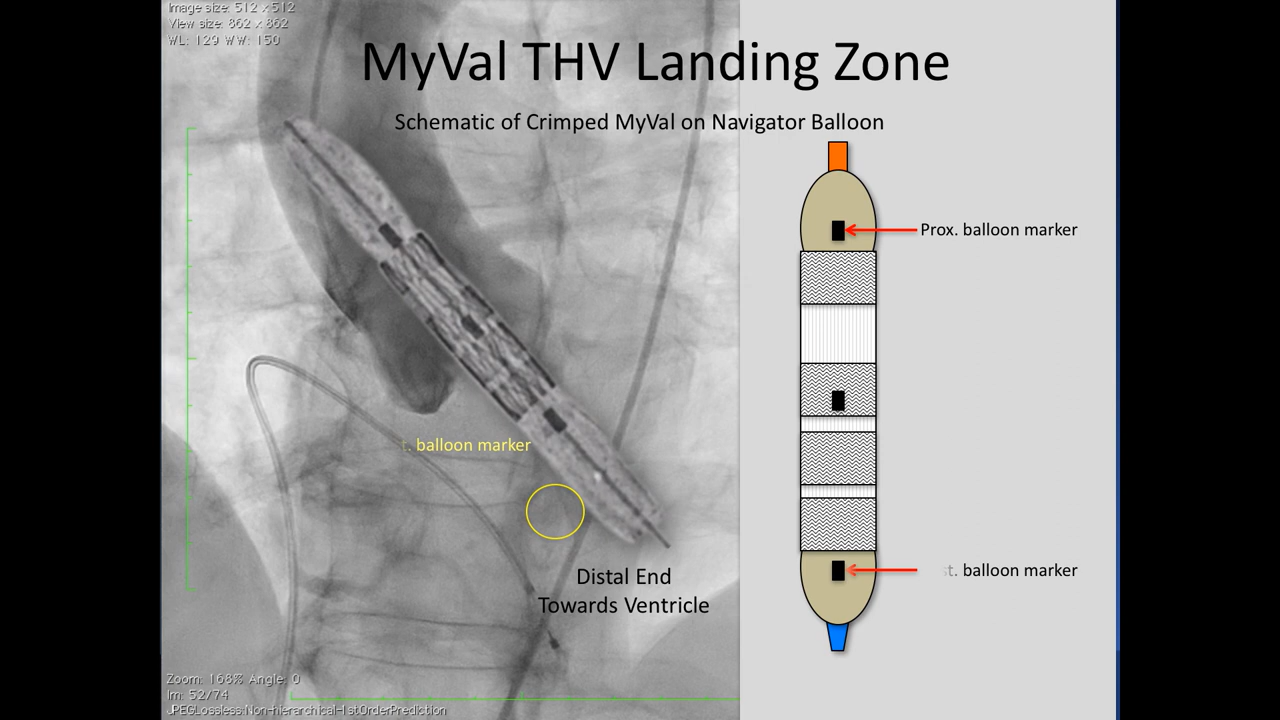 Image size: 512 x 512
View size: 862 x 862
WL: 129 WW: 150
MyVal THV Landing Zone
Schematic of Crimped MyVal on Navigator Balloon
Prox. balloon marker
t. balloon marker
t. balloon marker
Distal End
Towards Ventricle
Zoom: 168% Angle: 0
Im: 52/74
JPEGLossless:Non-hierarchical-1stOrderPrediction